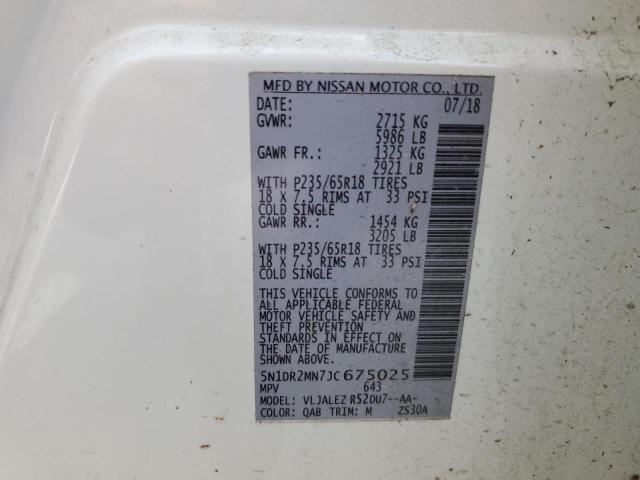 MFD BY NISSAN MOTOR CO., LTD.
DATE: 07/18
GVWR: 2715 KG
5986 LB
GAWR FR.: 1325 KG
2921 LB
WITH P235/65R18 TIRES
18 X 7.5 RIMS AT 33 PSI
COLD SINGLE
GAWR RR.: 1454 KG
3205 LB
WITH P235/65R18 TIRES
18 X 7.5 RIMS AT 33 PSI
COLD SINGLE
THIS VEHICLE CONFORMS TO
ALL APPLICABLE FEDERAL
MOTOR VEHICLE SAFETY AND
THEFT PREVENTION
STANDARDS IN EFFECT ON
THE DATE OF MANUFACTURE
SHOWN ABOVE.
5N1DR2MN7JC675025
MPV 643
MODEL: VLJALEZ R52DU7--AA-
COLOR: QAB TRIM: M ZS30A